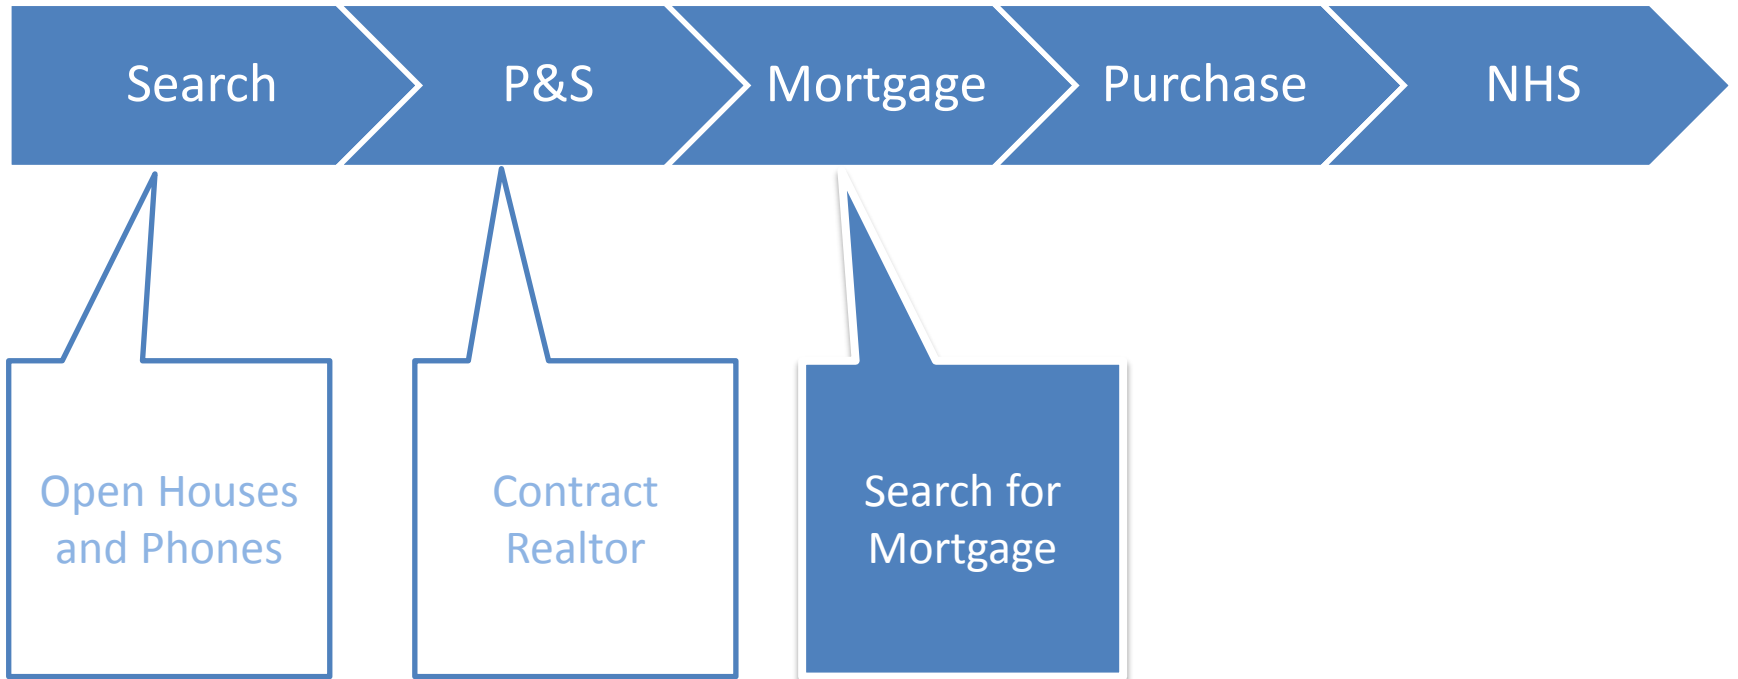 Search
P&S
Mortgage
Purchase
NHS
Open Houses
and Phones
Contract
Realtor
Search for
Mortgage